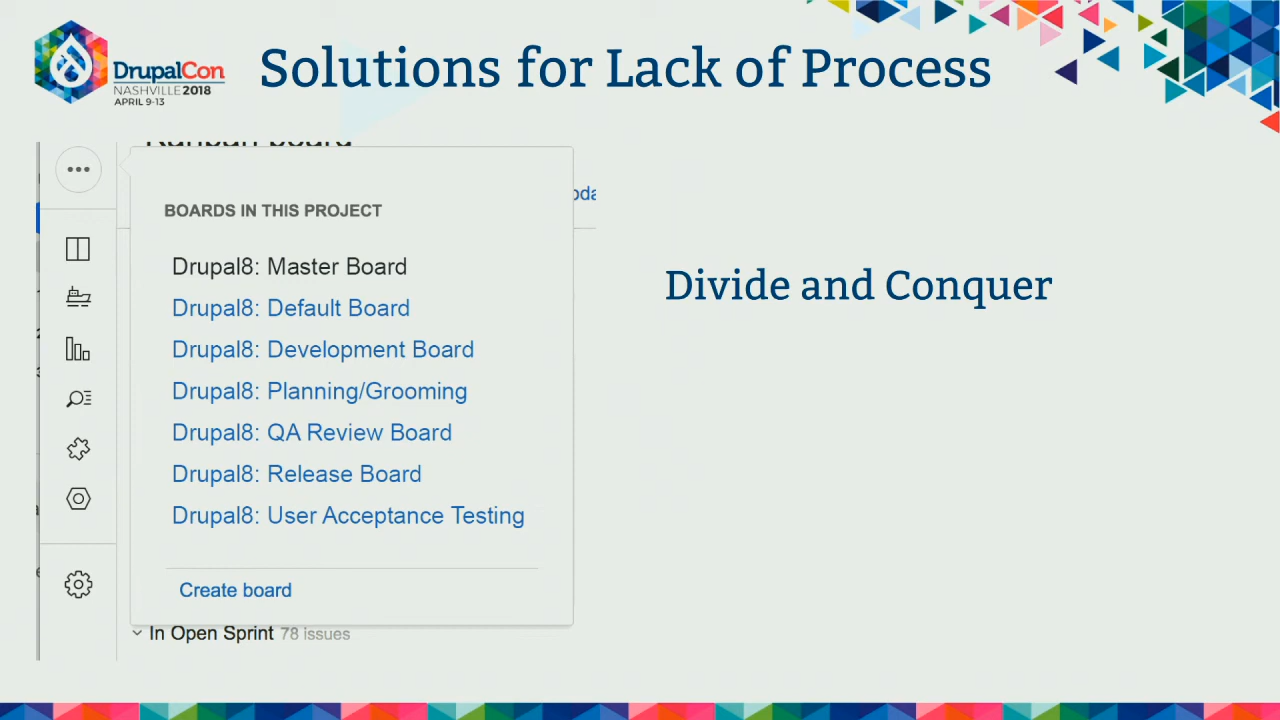 DrupalCon
NASHVILLE 2018
APRIL 9-13
Solutions for Lack of Process
Kanban board
BOARDS IN THIS PROJECT
Drupal8: Master Board
Drupal8: Default Board
Drupal8: Development Board
Drupal8: Planning/Grooming
Drupal8: QA Review Board
Drupal8: Release Board
Drupal8: User Acceptance Testing
Create board
In Open Sprint 78 issues
Divide and Conquer